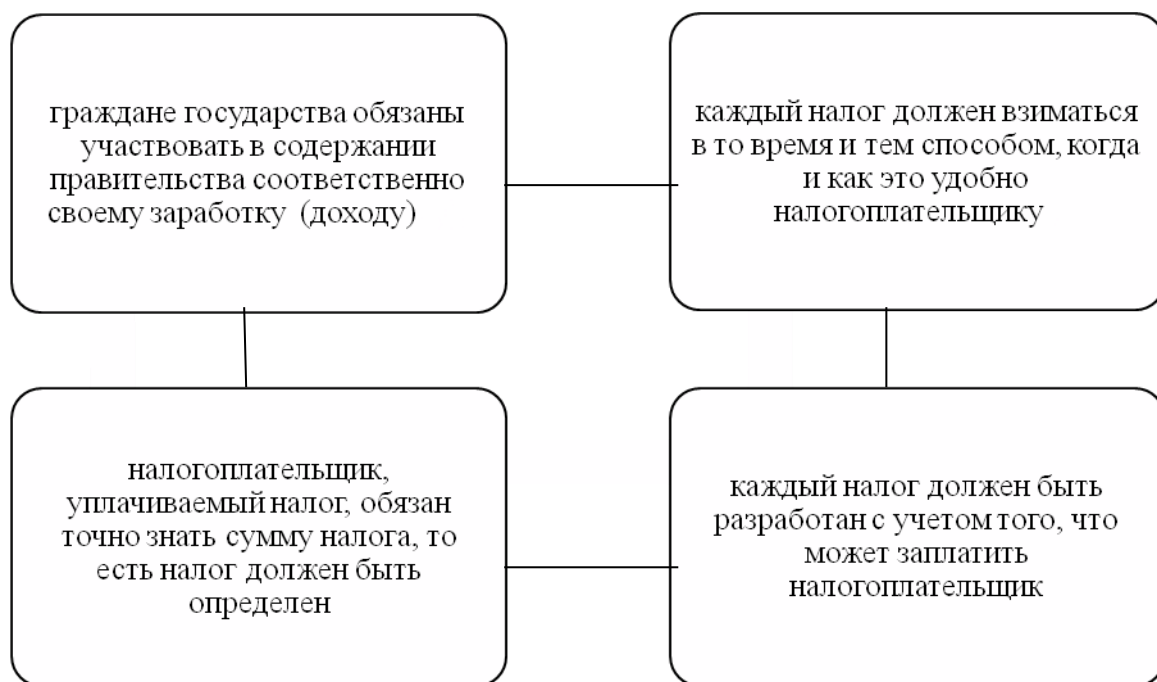 граждане государства обязаны
участвовать в содержании
правительства соответственно
своему заработку (доходу)
каждый налог должен взиматься
в то время и тем способом, когда
и как это удобно
налогоплательщику
налогоплательщик,
уплачиваемый налог, обязан
точно знать сумму налога, то
есть налог должен быть
определен
каждый налог должен быть
разработан с учетом того, что
может заплатить
налогоплательщик